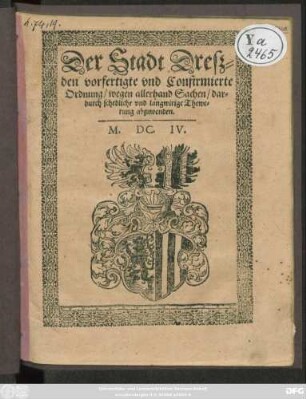 Der Stadt Dreß-
den vorfertigte vnd Confirmierte
Ordnung/ wegen allerhand Sachen/ dar-
durch schedliche vnd langwirige Thewe-
rung abzuwenden.
M. DC. IV.
Ya
2465